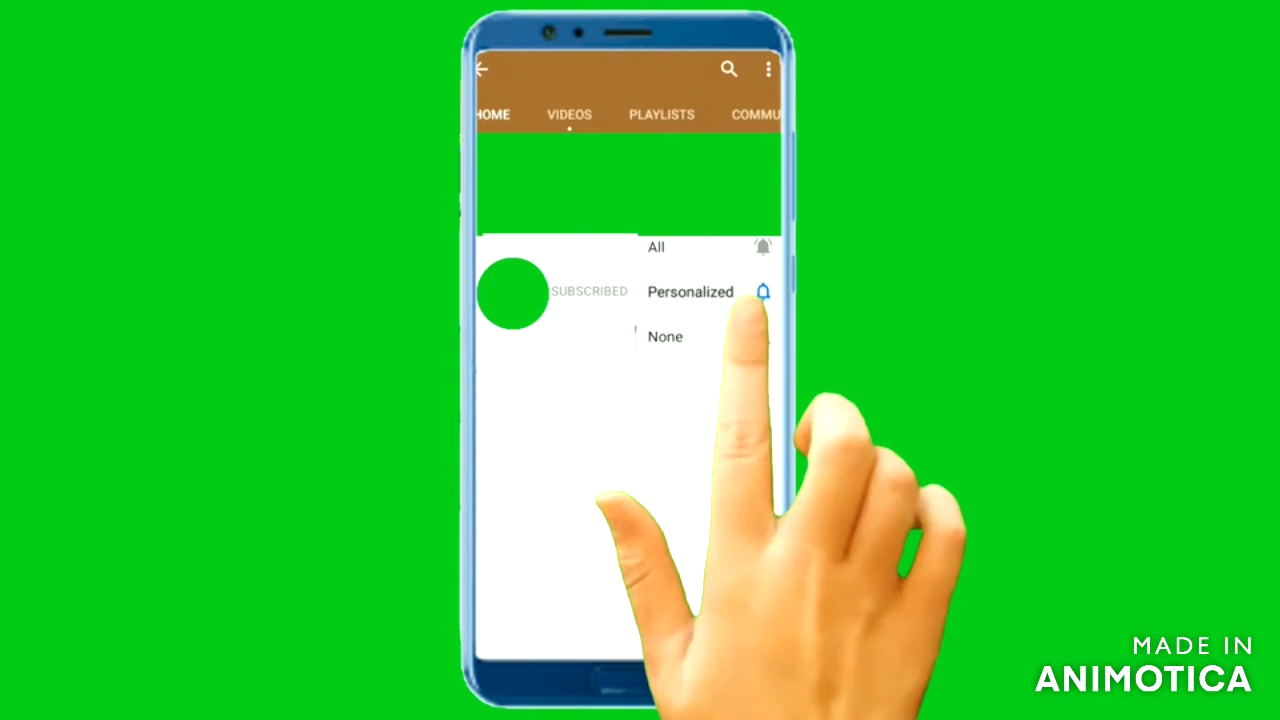 HOME VIDEOS PLAYLISTS COMMU
All
SUBSCRIBED Personalized
None
MADE IN
ANIMOTICA